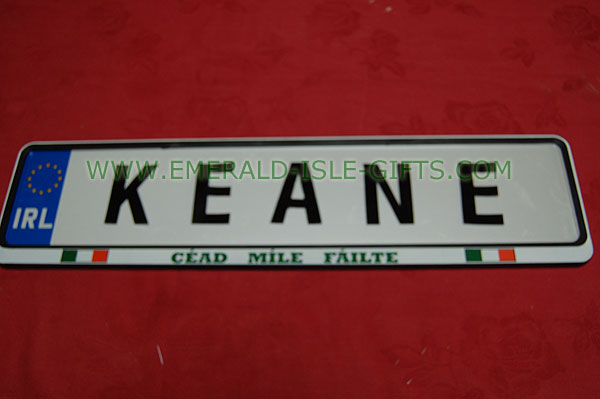 WWW.EMERALD-ISLE-GIFTS.COM
KEANE
IRL
CÉAD MÍLE FÁILTE